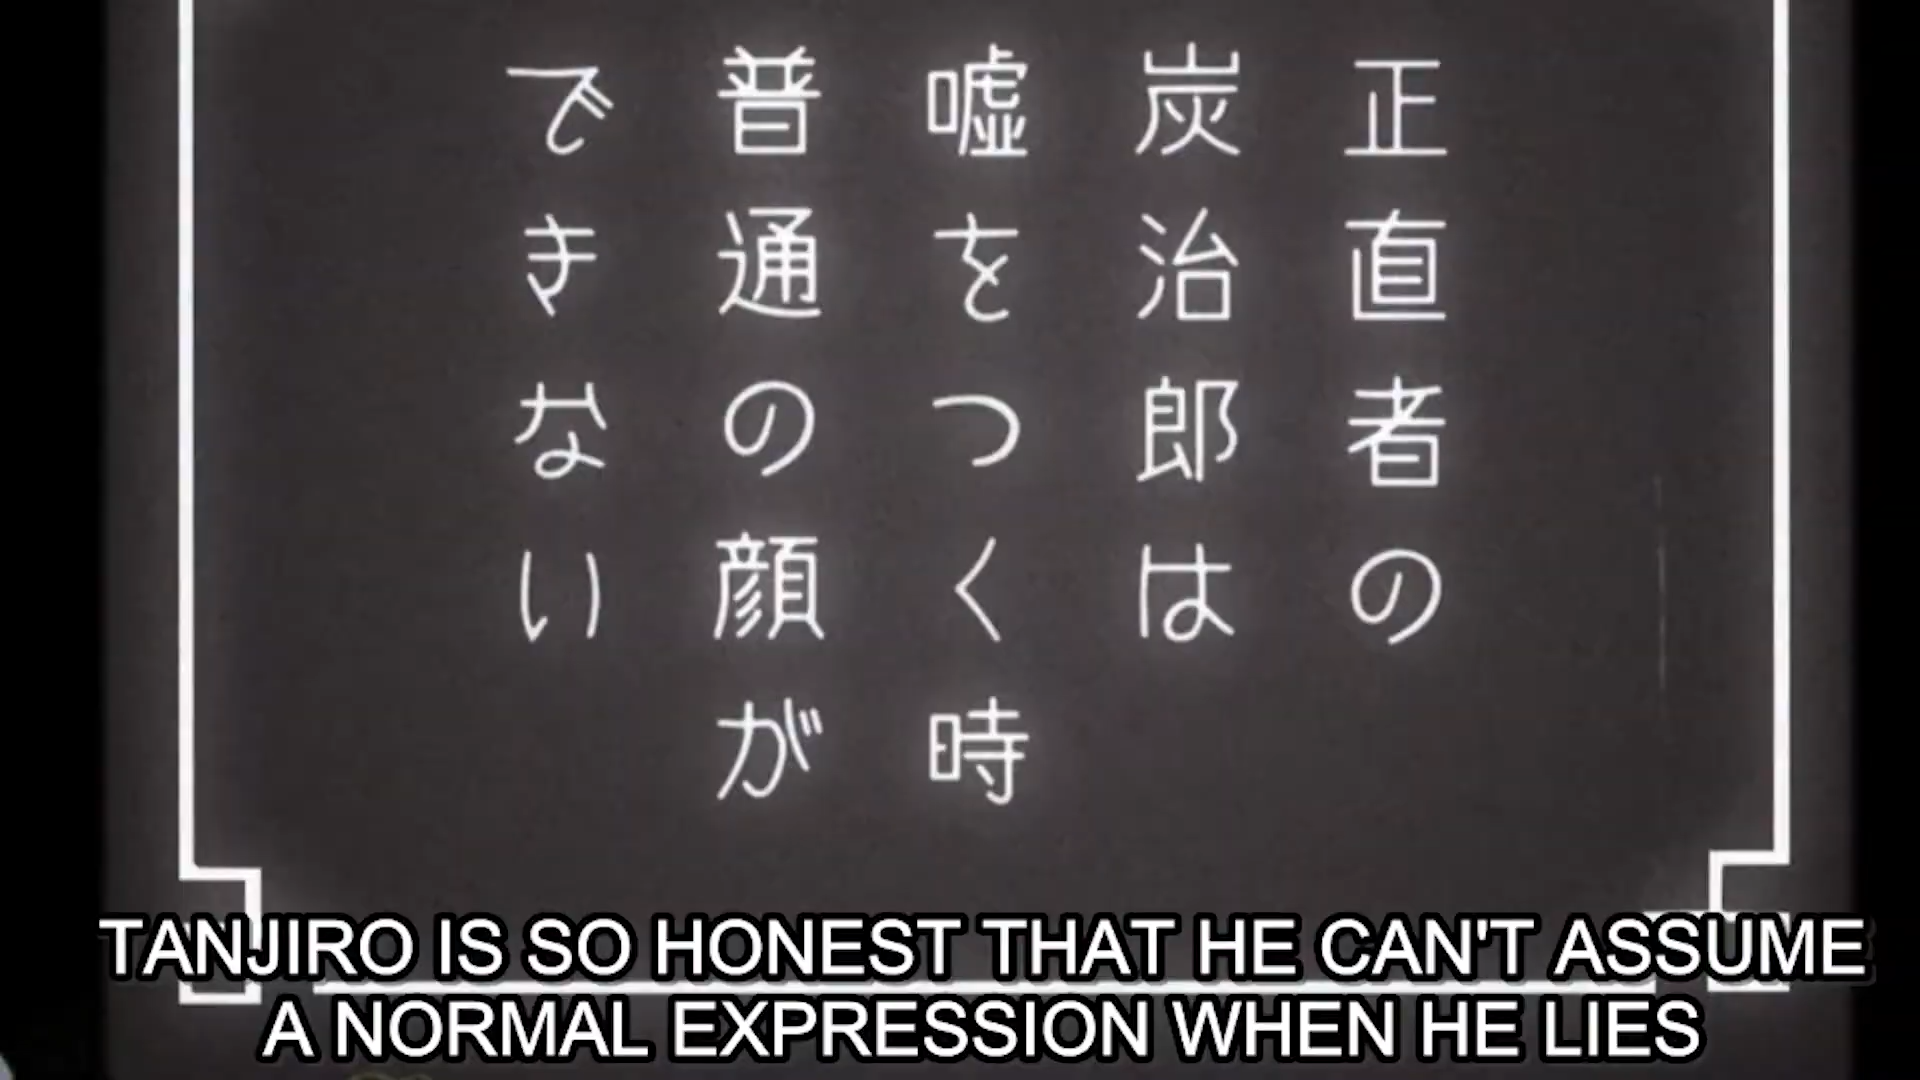 正直者の
炭治郎は
嘘をつく時
普通の顔が
できない
TANJIRO IS SO HONEST THAT HE CAN'T ASSUME
A NORMAL EXPRESSION WHEN HE LIES